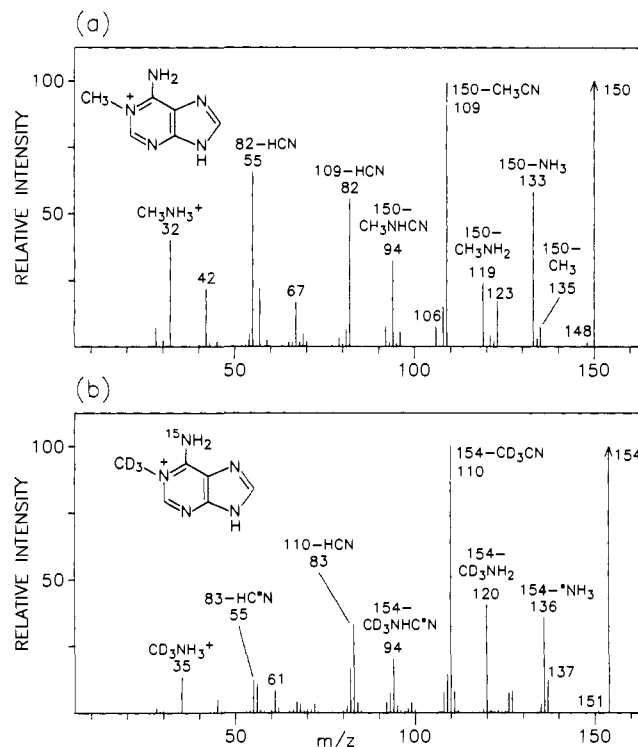 (a)
RELATIVE INTENSITY
100
50
50
100
150
NH2
CH3
N
+
N
N
N
H
CH3NH3+
32
42
82-HCN
55
67
109-HCN
82
150-
CH3NHCN
94
106
150-CH3CN
109
150-
CH3NH2
119
123
150-NH3
133
150-
CH3
135
148
150
(b)
RELATIVE INTENSITY
100
50
50
100
150
m/z
15NH2
CD3
N
+
N
N
N
H
CD3NH3+
35
83-HC*N
55
61
110-HCN
83
154-
CD3NHC*N
94
154-CD3CN
110
154-
CD3NH2
120
154-*NH3
136
137
151
154